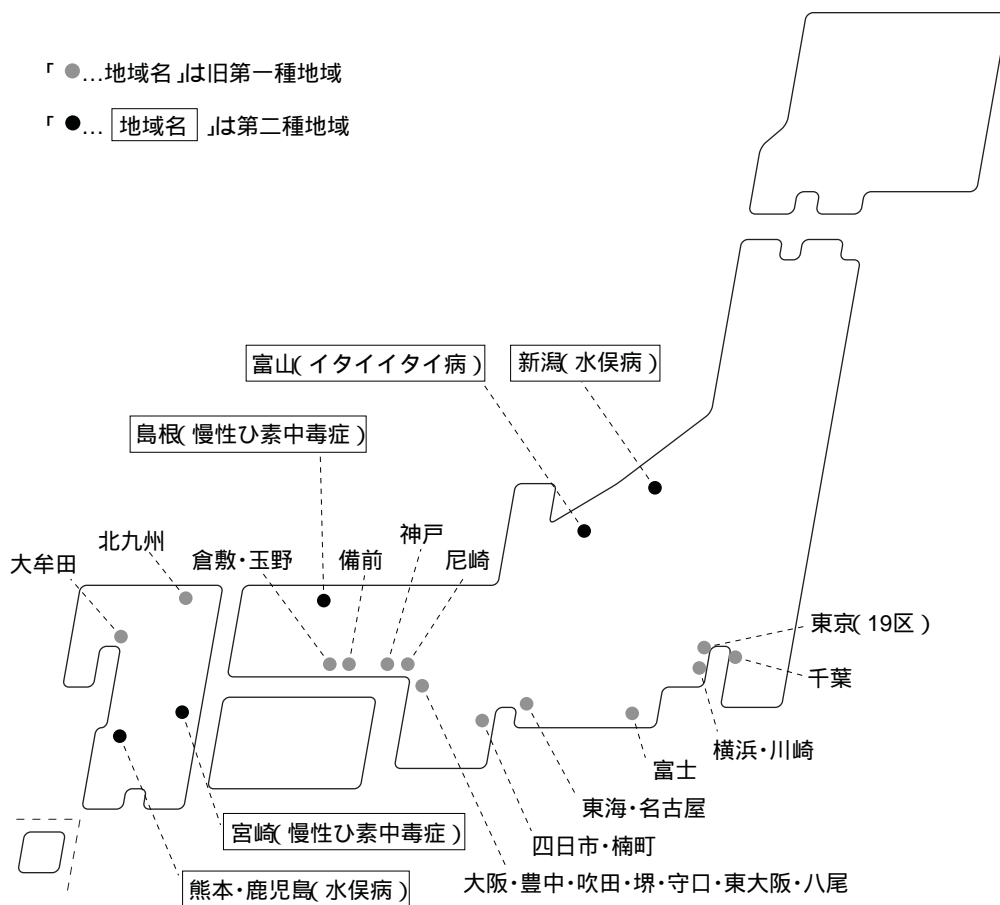 「 ●…地域名」は旧第一種地域
「 ●… 地域名 」は第二種地域
富山(イタイイタイ病)
新潟(水俣病)
島根(慢性ひ素中毒症)
神戸
北九州
倉敷・玉野
備前
尼崎
大牟田
東京(19区)
千葉
横浜・川崎
富士
東海・名古屋
宮崎(慢性ひ素中毒症)
四日市・楠町
大阪・豊中・吹田・堺・守口・東大阪・八尾
熊本・鹿児島(水俣病)